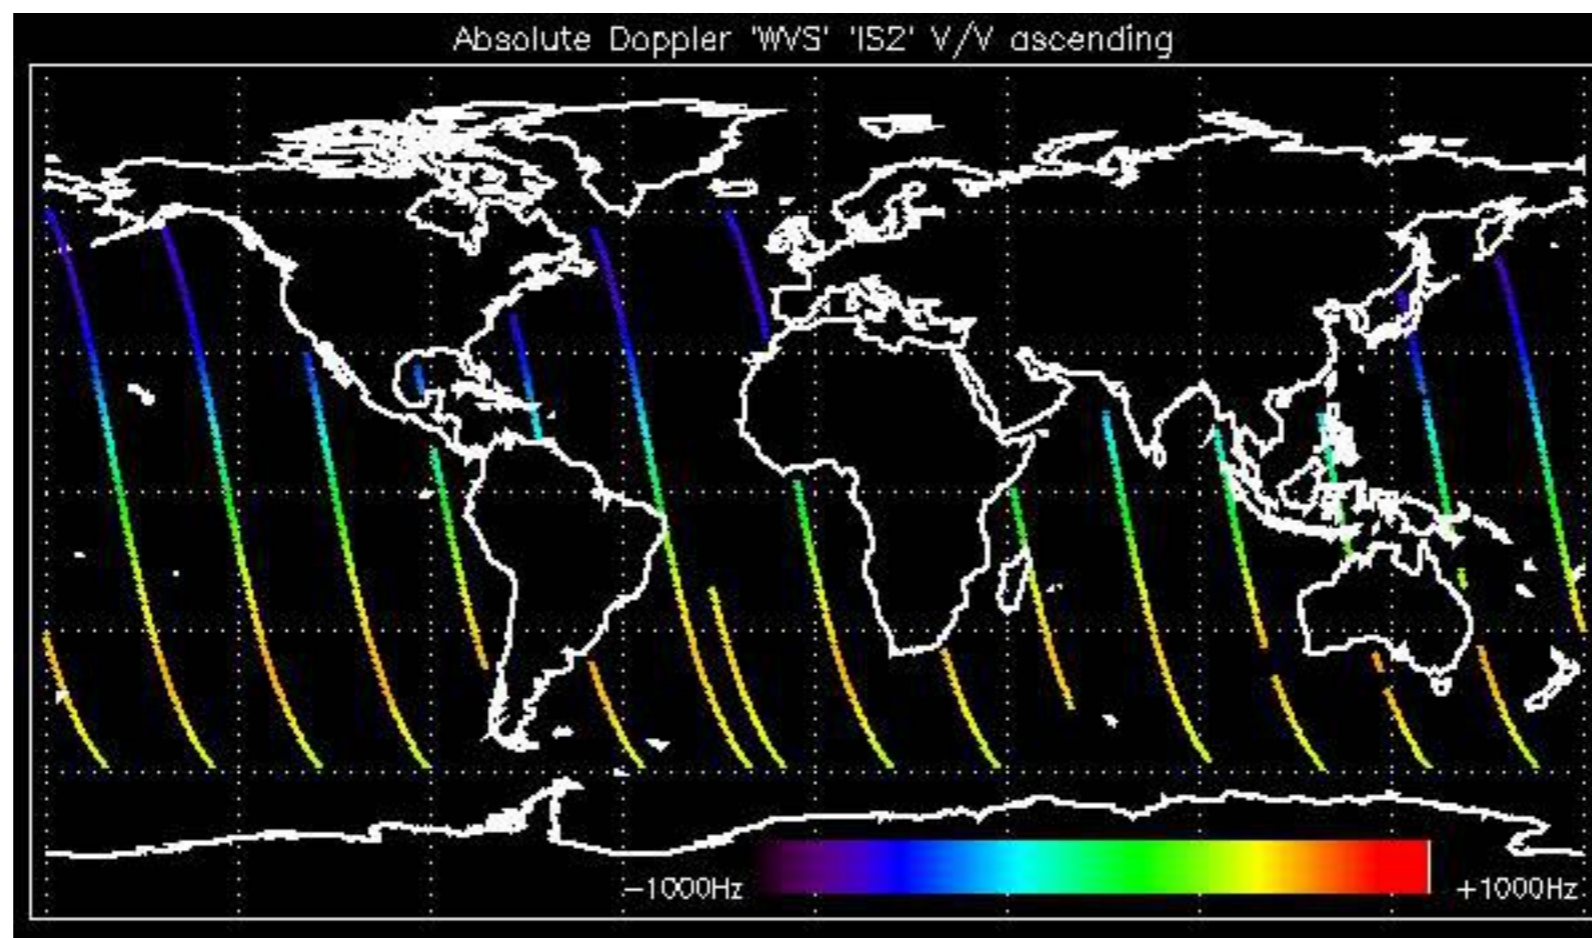 Absolute Doppler 'WVS' 'IS2' V/V ascending
-1000Hz +1000Hz